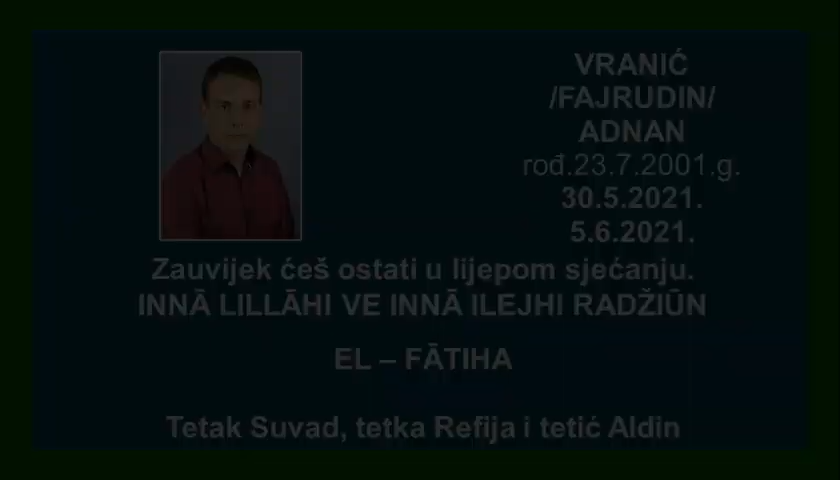 VRANIĆ
/FAJRUDIN/
ADNAN
rođ.23.7.2001.g.
30.5.2021.
5.6.2021.
Zauvijek ćeš ostati u lijepom sjećanju.
INNĀ LILLĀHI VE INNĀ ILEJHI RADŽIŪN
EL – FĀTIHA
Tetak Suvad, tetka Refija i tetić Aldin